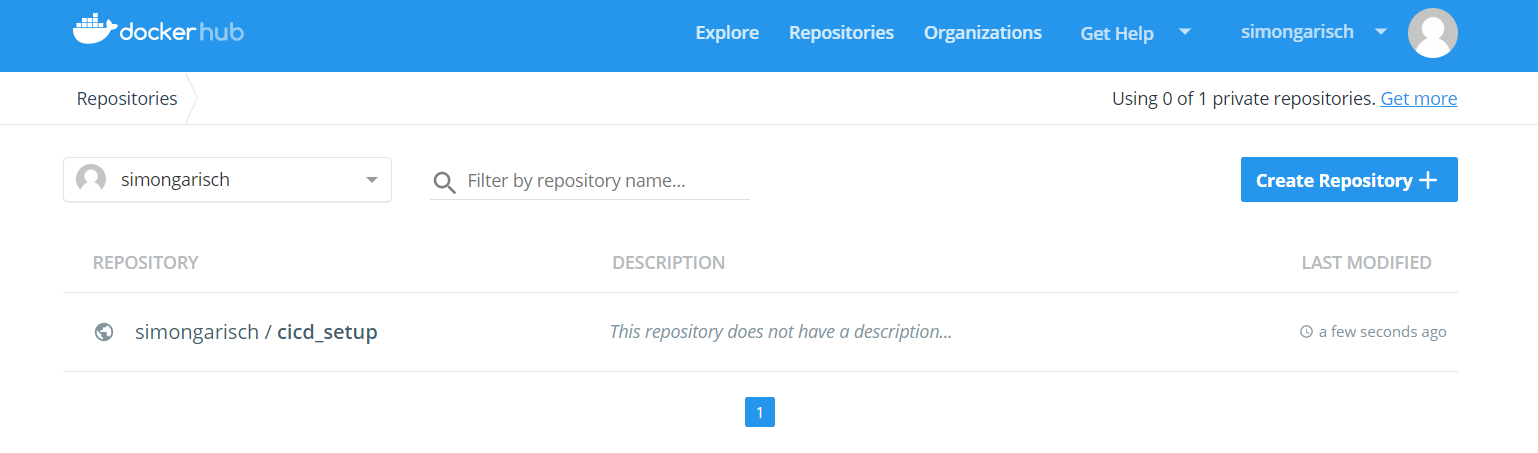 docker hub
Explore Repositories Organizations Get Help simongarisch
Repositories
Using 0 of 1 private repositories. Get more
simongarisch
Filter by repository name...
Create Repository
REPOSITORY DESCRIPTION LAST MODIFIED
simongarisch / cicd_setup This repository does not have a description... a few seconds ago
1